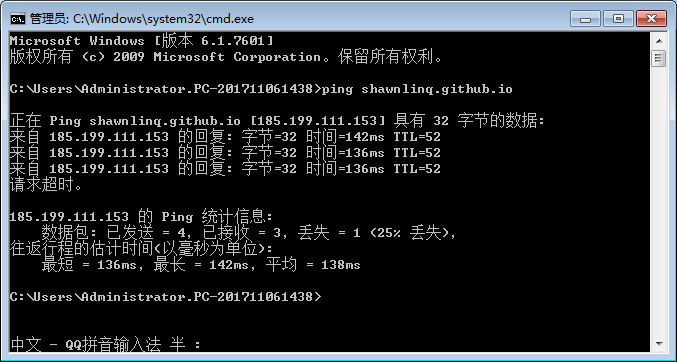 管理员: C:\Windows\system32\cmd.exe
Microsoft Windows [版本 6.1.7601]
版权所有 (c) 2009 Microsoft Corporation。保留所有权利。
C:\Users\Administrator.PC-201711061438>ping shawnlinq.github.io
正在 Ping shawnlinq.github.io [185.199.111.153] 具有 32 字节的数据:
来自 185.199.111.153 的回复: 字节=32 时间=142ms TTL=52
来自 185.199.111.153 的回复: 字节=32 时间=136ms TTL=52
来自 185.199.111.153 的回复: 字节=32 时间=136ms TTL=52
请求超时。
185.199.111.153 的 Ping 统计信息:
数据包: 已发送 = 4, 已接收 = 3, 丢失 = 1 (25% 丢失),
往返行程的估计时间(以毫秒为单位):
最短 = 136ms, 最长 = 142ms, 平均 = 138ms
C:\Users\Administrator.PC-201711061438>
中文 - QQ拼音输入法 半 :